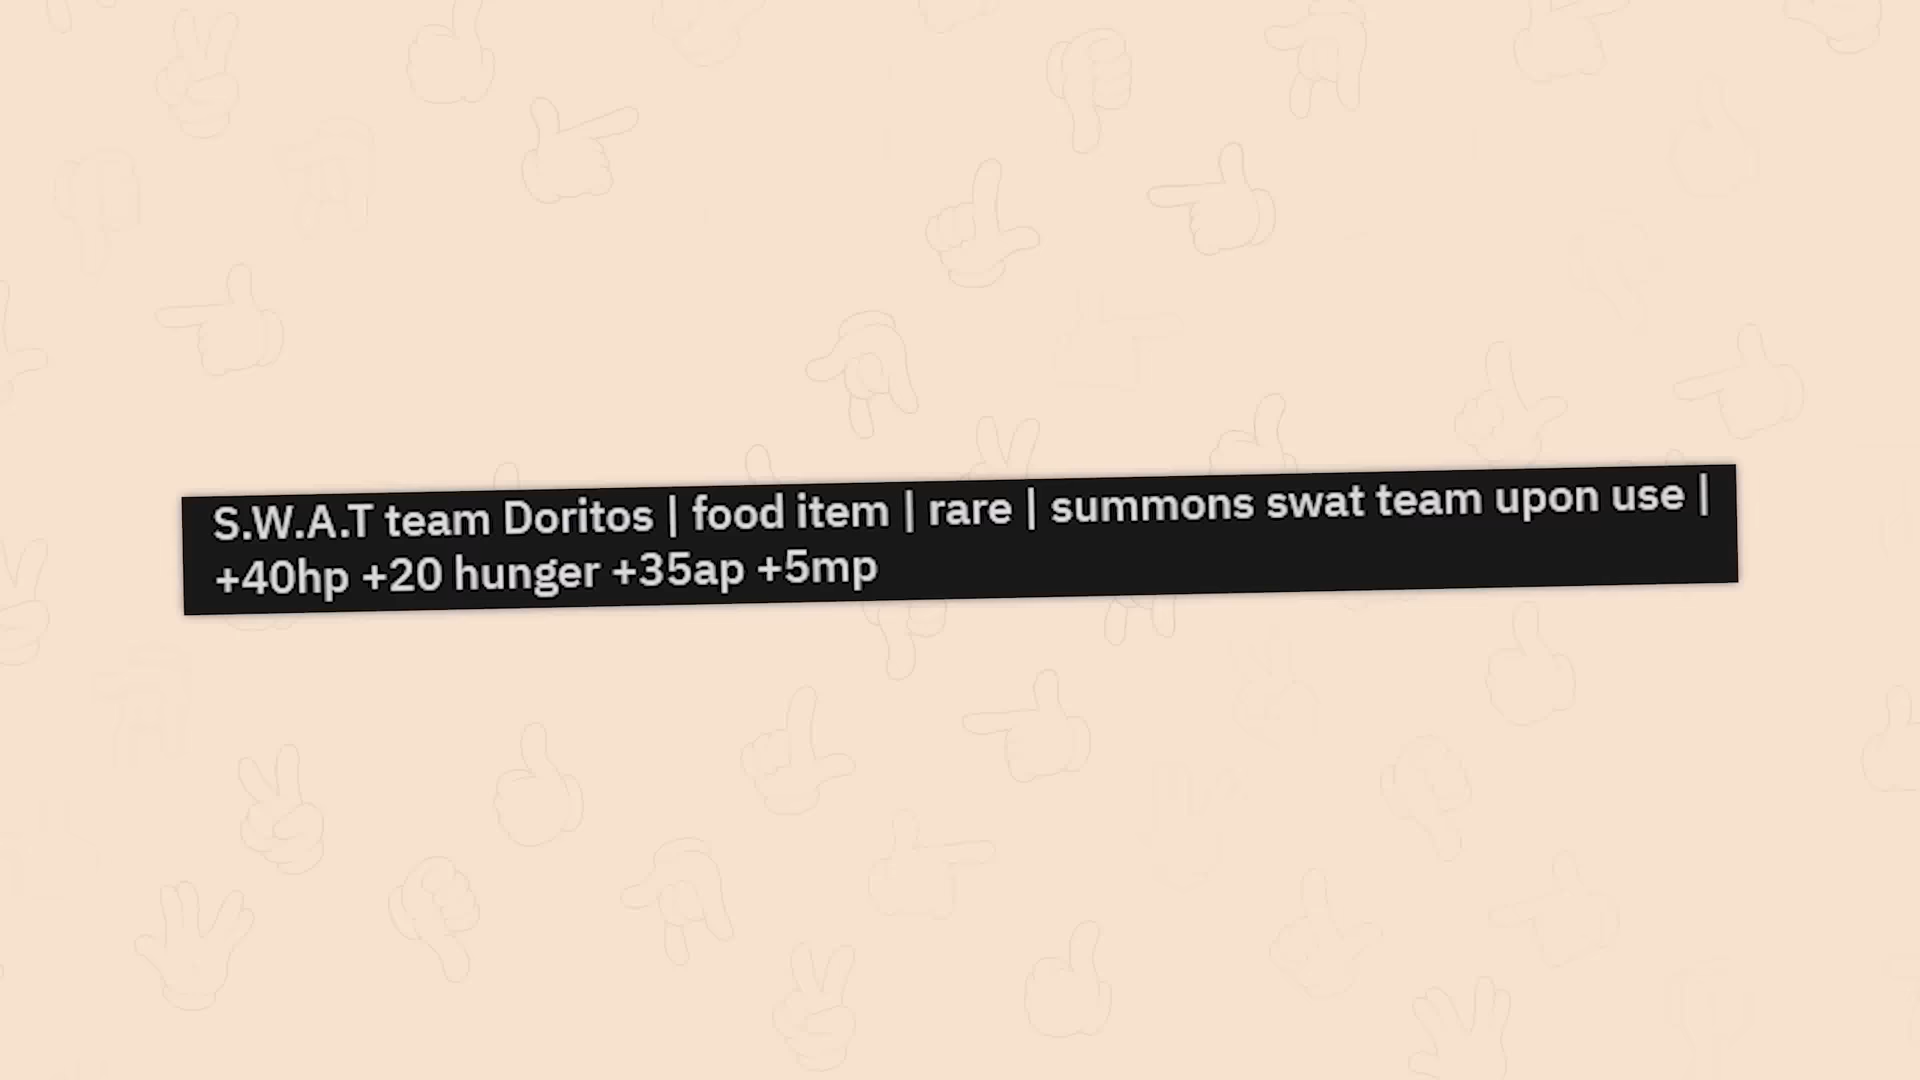 S.W.A.T team Doritos | food item | rare | summons swat team upon use |
+40hp +20 hunger +35ap +5mp